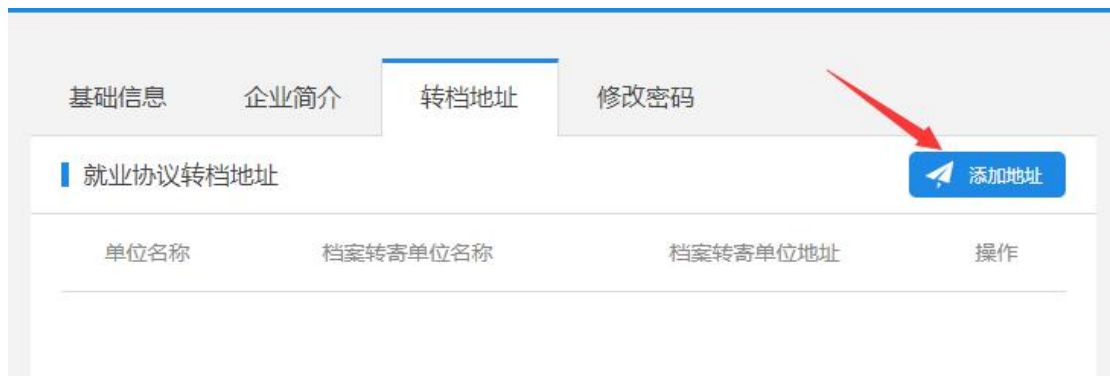 基础信息 企业简介 转档地址 修改密码
就业协议转档地址 添加地址
单位名称 档案转寄单位名称 档案转寄单位地址 操作